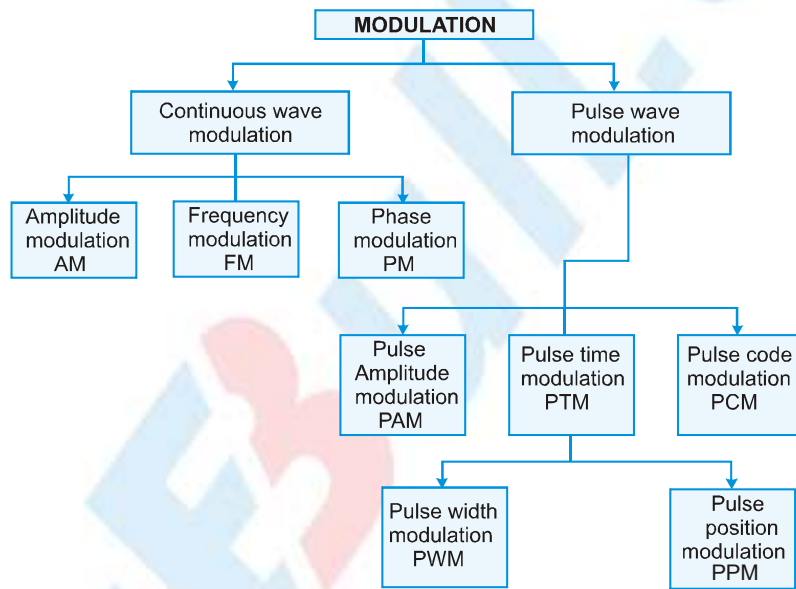 MODULATION
Continuous wave
modulation
Pulse wave
modulation
Amplitude
modulation
AM
Frequency
modulation
FM
Phase
modulation
PM
Pulse
Amplitude
modulation
PAM
Pulse time
modulation
PTM
Pulse code
modulation
PCM
Pulse width
modulation
PWM
Pulse
position
modulation
PPM